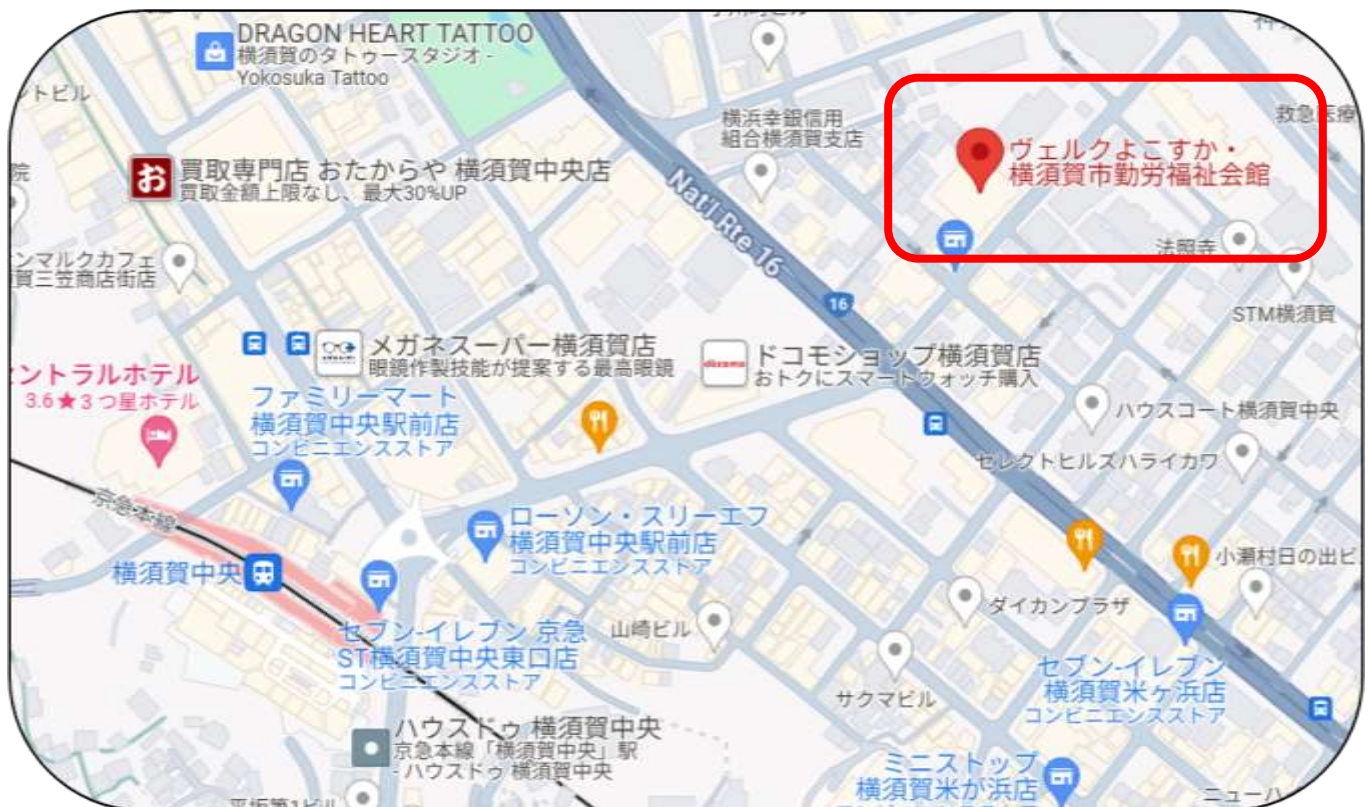 DRAGON HEART TATTOO
横須賀のタトゥースタジオ -
Yokosuka Tattoo
トビル
横浜幸銀信用
組合横須賀支店
救急医療
ヴェルクよこすか・
横須賀市勤労福祉会館
お
買取専門店 おたからや 横須賀中央店
買取金額上限なし、最大30%UP
院
Nat'l Rte 16
16
法照寺
STM横須賀
ンマルクカフェ
賀三笠商店街店
メガネスーパー横須賀店
眼鏡作製技能が提案する最高眼鏡
docomo
ドコモショップ横須賀店
おトクにスマートウォッチ購入
ントラルホテル
3.6★3 つ星ホテル
ファミリーマート
横須賀中央駅前店
コンビニエンスストア
ハウスコート横須賀中央
セレクトヒルズハライカワ
京急本線
ローソン・スリーエフ
横須賀中央駅前店
コンビニエンスストア
横須賀中央
小瀬村日の出ビ
ダイカンプラザ
セブン-イレブン 京急
ST横須賀中央東口店
コンビニエンスストア
山崎ビル
サクマビル
セブン-イレブン
横須賀米ヶ浜店
コンビニエンスストア
ハウスドゥ 横須賀中央
京急本線「横須賀中央」駅
- ハウスドゥ 横須賀中央
ミニストップ
横須賀米が浜店
平坂第1ビル
ニューハ